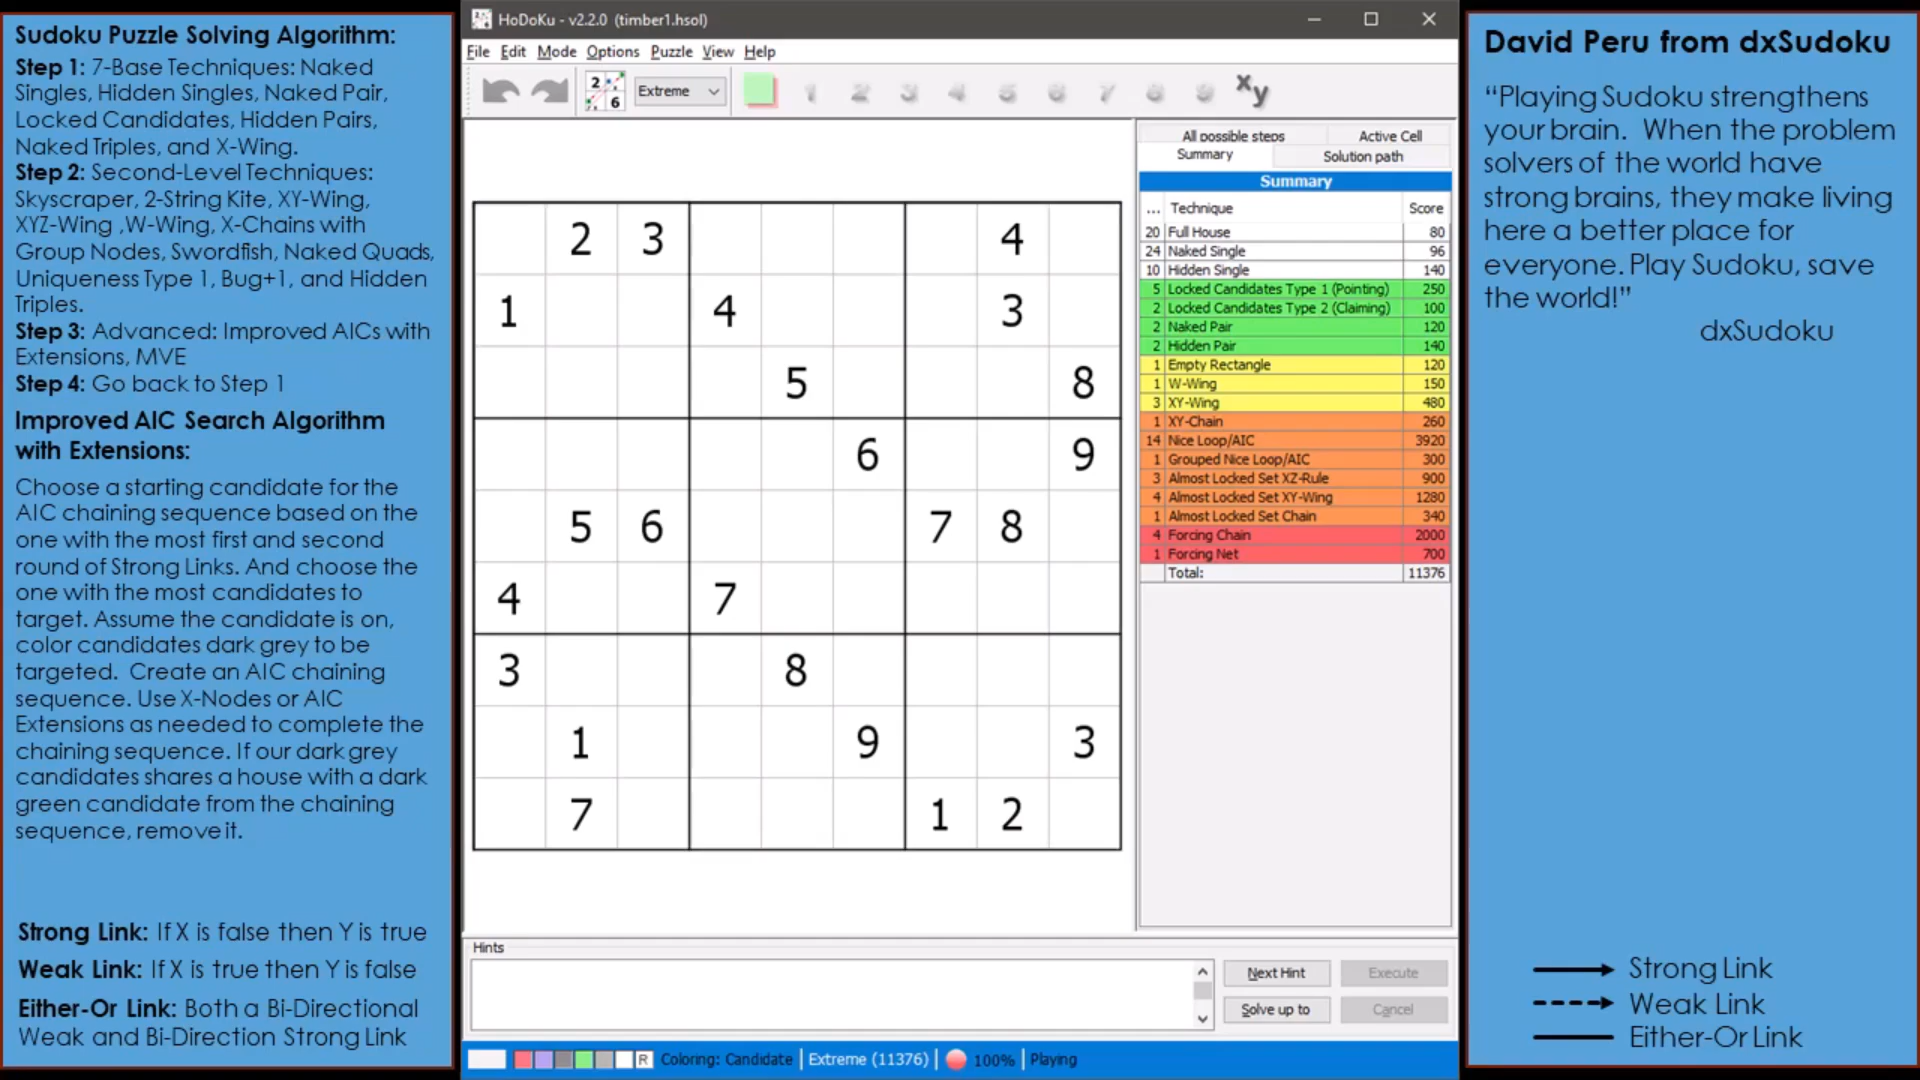 Sudoku Puzzle Solving Algorithm:
Step 1: 7-Base Techniques: Naked
Singles, Hidden Singles, Naked Pair,
Locked Candidates, Hidden Pairs,
Naked Triples, and X-Wing.
Step 2: Second-Level Techniques:
Skyscraper, 2-String Kite, XY-Wing,
XYZ-Wing ,W-Wing, X-Chains with
Group Nodes, Swordfish, Naked Quads,
Uniqueness Type 1, Bug+1, and Hidden
Triples.
Step 3: Advanced: Improved AICs with
Extensions, MVE
Step 4: Go back to Step 1
Improved AIC Search Algorithm
with Extensions:
Choose a starting candidate for the
AIC chaining sequence based on the
one with the most first and second
round of Strong Links. And choose the
one with the most candidates to
target. Assume the candidate is on,
color candidates dark grey to be
targeted. Create an AIC chaining
sequence. Use X-Nodes or AIC
Extensions as needed to complete the
chaining sequence. If our dark grey
candidates shares a house with a dark
green candidate from the chaining
sequence, remove it.
Strong Link: If X is false then Y is true
Weak Link: If X is true then Y is false
Either-Or Link: Both a Bi-Directional
Weak and Bi-Direction Strong Link
HoDoKu - v2.2.0 (timber1.hsol)
File Edit Mode Options Puzzle View Help
2 6 Extreme 1 2 3 4 5 6 7 8 9 xy
2 3 4
1 4 3
5 8
6 9
5 6 7 8
4 7
3 8
1 9 3
7 1 2
All possible steps Active Cell
Summary Solution path
Summary
... Technique Score
20 Full House 80
24 Naked Single 96
10 Hidden Single 140
5 Locked Candidates Type 1 (Pointing) 250
2 Locked Candidates Type 2 (Claiming) 100
2 Naked Pair 120
2 Hidden Pair 140
1 Empty Rectangle 120
1 W-Wing 150
3 XY-Wing 480
1 XY-Chain 260
14 Nice Loop/AIC 3920
1 Grouped Nice Loop/AIC 300
3 Almost Locked Set XZ-Rule 900
4 Almost Locked Set XY-Wing 1280
1 Almost Locked Set Chain 340
4 Forcing Chain 2000
1 Forcing Net 700
Total: 11376
Hints
Next Hint Execute
Solve up to Cancel
R Coloring: Candidate Extreme (11376) 100% Playing
David Peru from dxSudoku
“Playing Sudoku strengthens
your brain. When the problem
solvers of the world have
strong brains, they make living
here a better place for
everyone. Play Sudoku, save
the world!”
dxSudoku
Strong Link
Weak Link
Either-Or Link